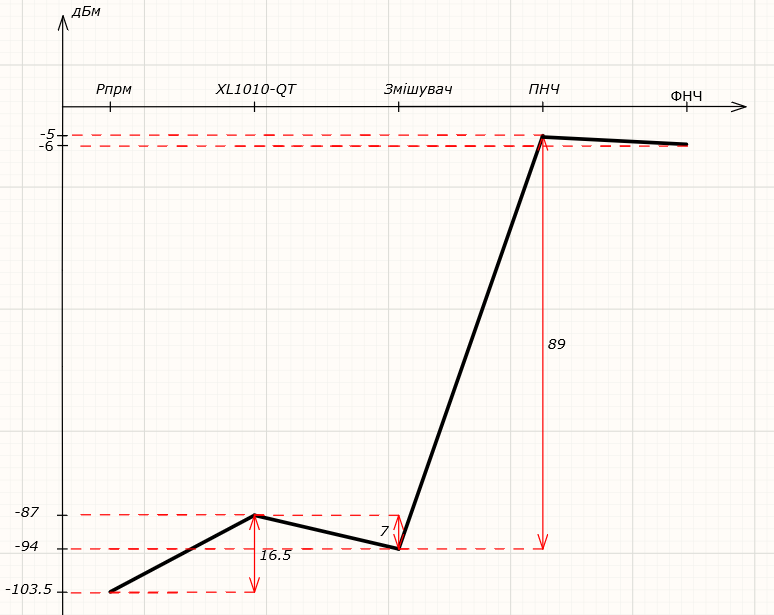 дБм
Рпрм
XL1010-QT
Змішувач
ПНЧ
ФНЧ
-5
-6
89
-87
7
-94
16.5
-103.5